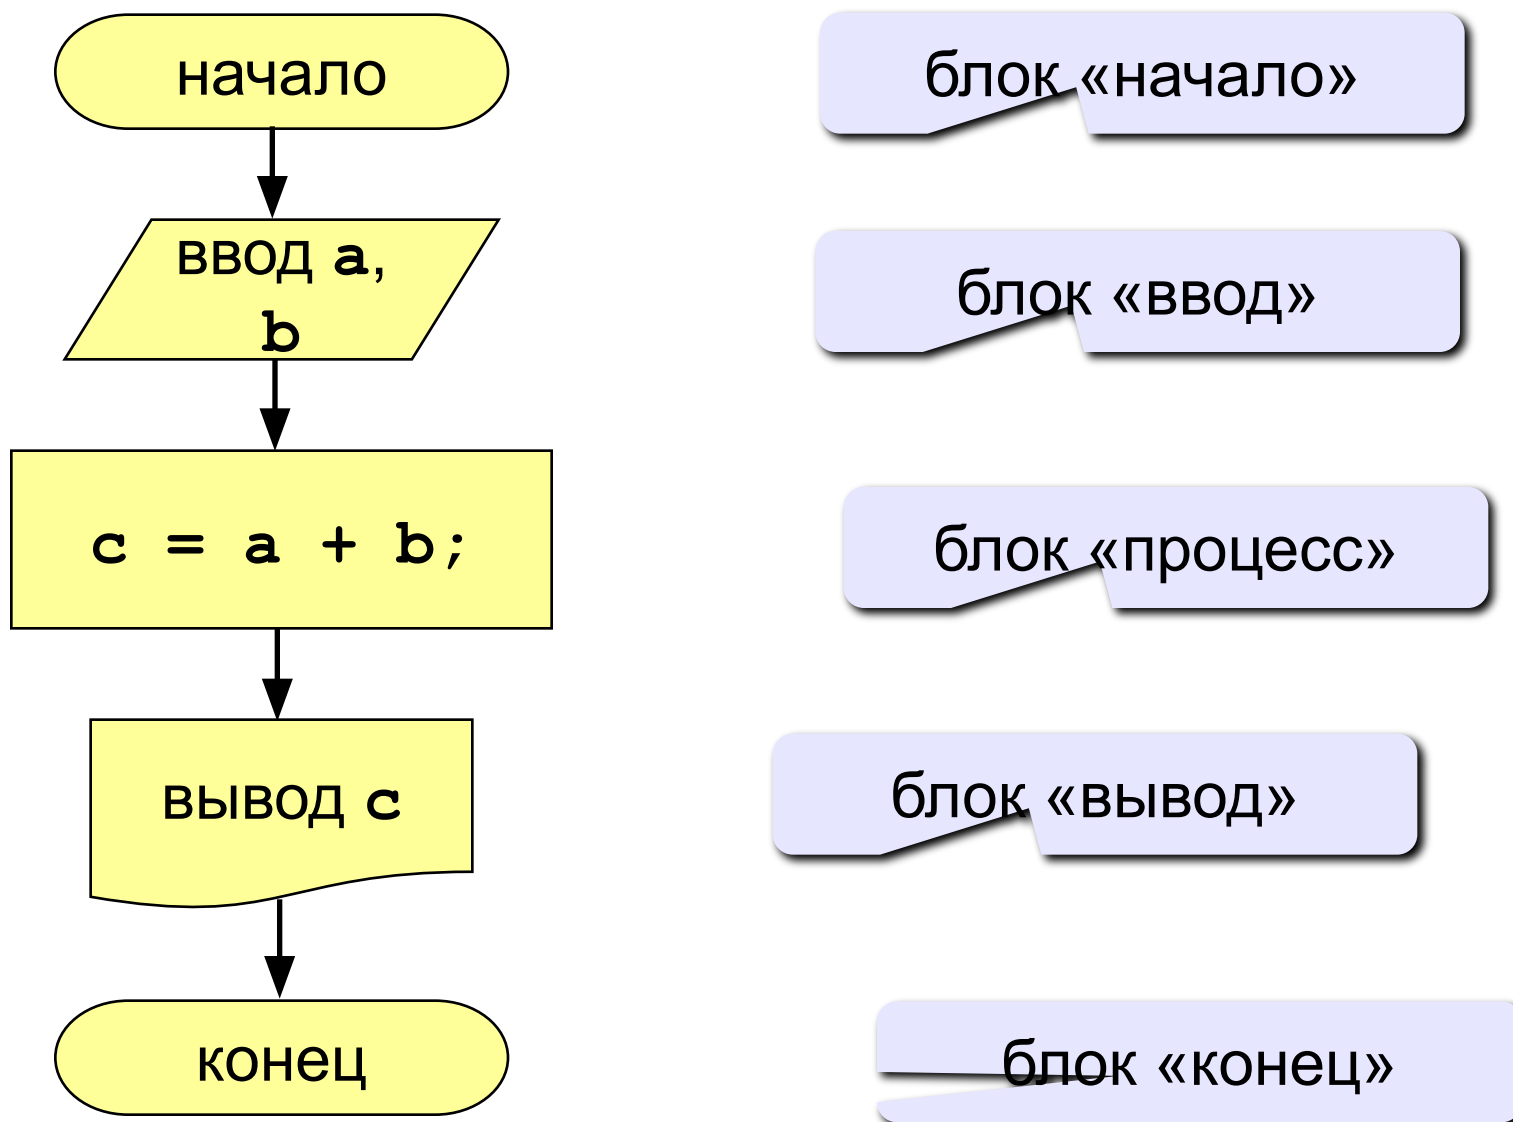 начало
блок «начало»
ввод a,
b
блок «ввод»
c = a + b;
блок «процесс»
вывод c
блок «вывод»
конец
блок «конец»